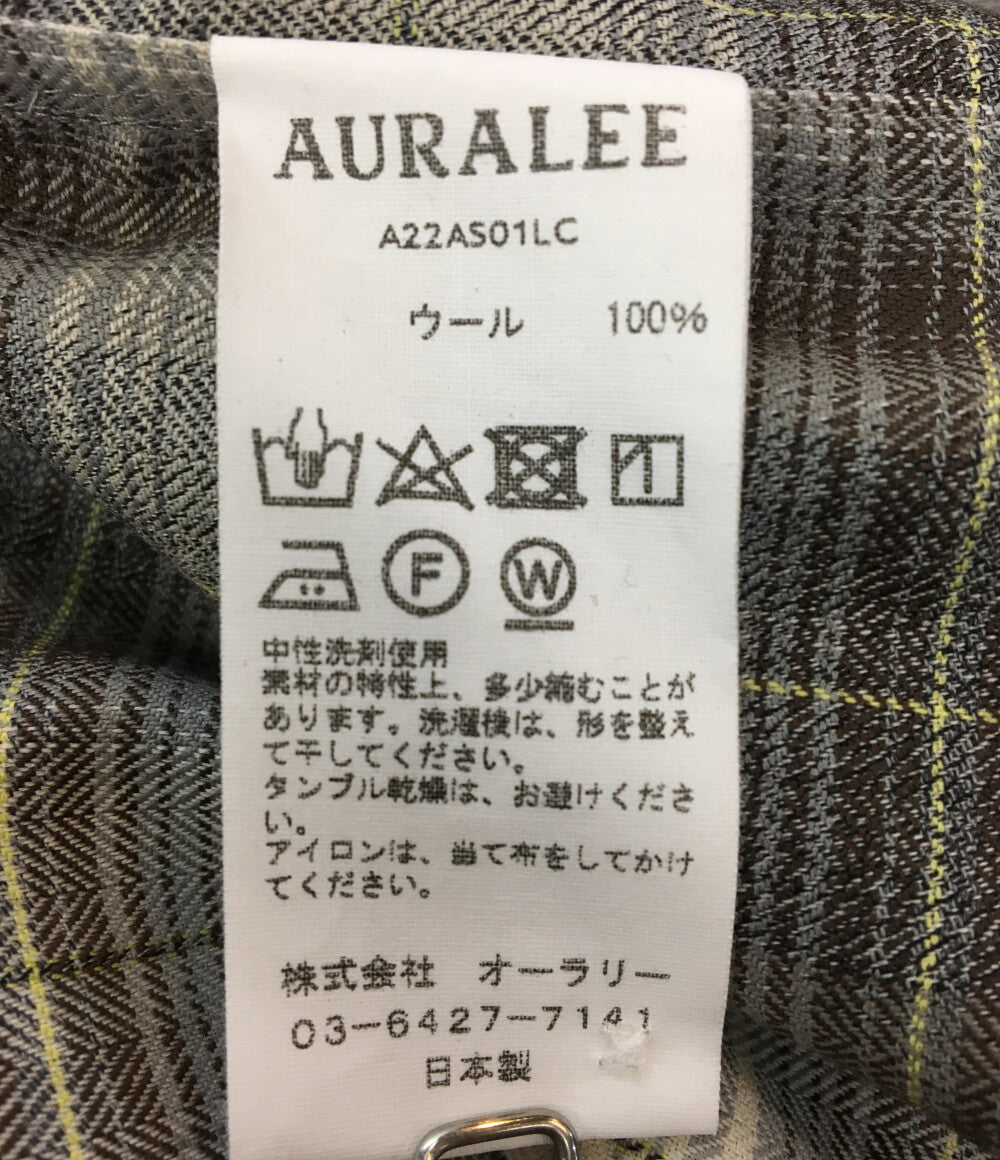 AURALEE
A22AS01LC
ウール 100%
F W
中性洗剤使用
素材の特性上、多少縮むことが
あります。洗濯後は、形を整え
て干してください。
タンブル乾燥は、お避けくださ
い。
アイロンは、当て布をしてかけ
てください。
株式会社 オーラリー
03-6427-7141
日本製